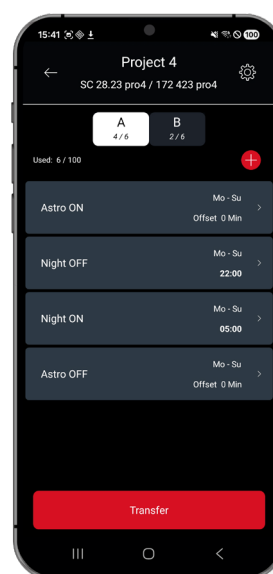 15:41
100
Project 4
SC 28.23 pro4 / 172 423 pro4
A
4 / 6
B
2 / 6
Used: 6 / 100
Astro ON
Mo - Su
Offset 0 Min
Night OFF
Mo - Su
22:00
Night ON
Mo - Su
05:00
Astro OFF
Mo - Su
Offset 0 Min
Transfer